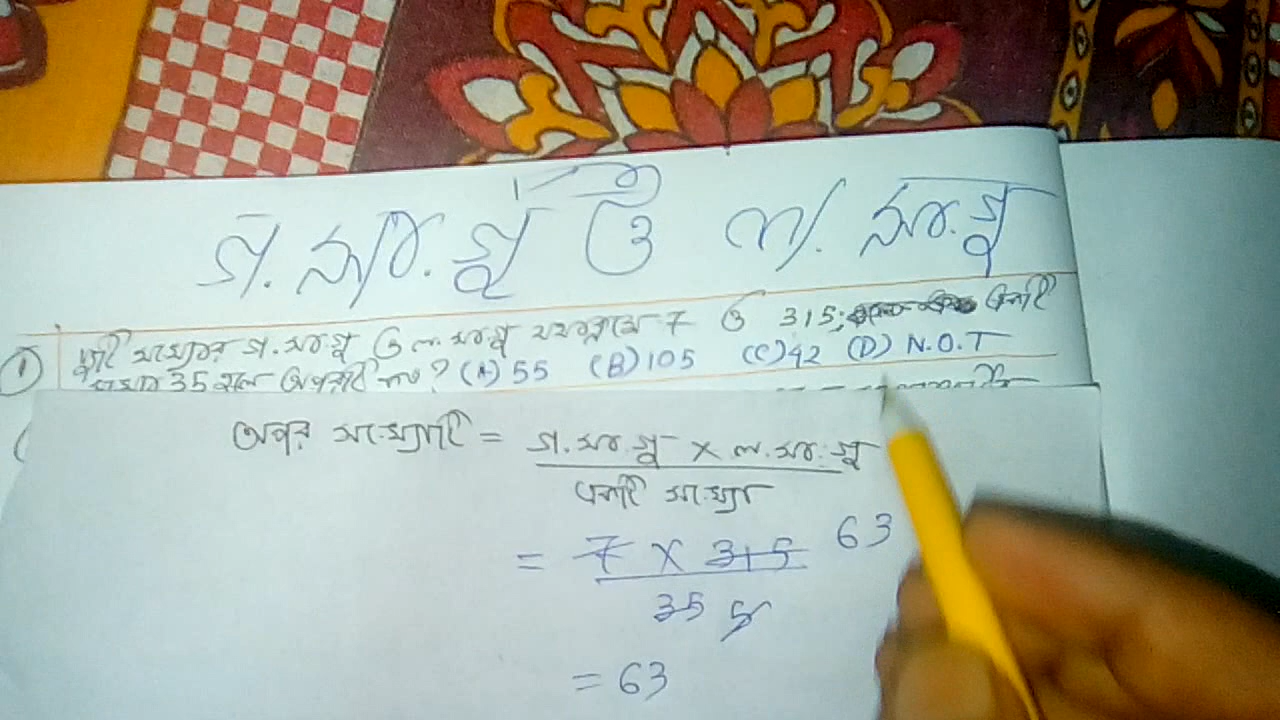 গ. সা.গু ও ল. সা.গু
① দুটি সংখ্যার গ.সা.গু ও ল.সা.গু যথাক্রমে 7 ও 315; একটি
সংখ্যা 35 হলে অপরটি কত? (A) 55 (B) 105 (C) 42 (D) N.O.T
অপর সংখ্যাটি = গ.সা.গু × ল.সা.গু
একটি সংখ্যা
= 7 × 315 63
35 5
= 63